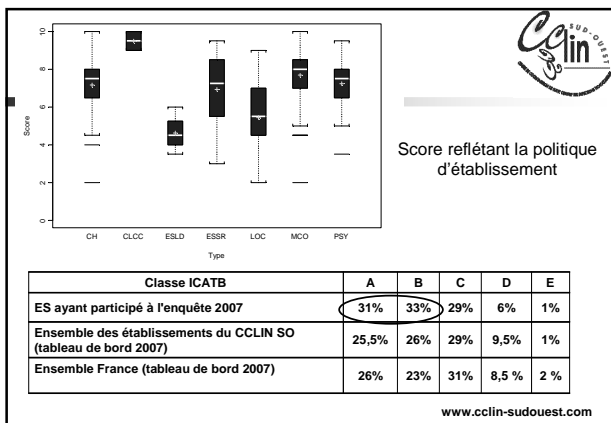 Cclin
SUD-OUEST
Score reflétant la politique
d'établissement
Score
0 2 4 6 8 10
CH CLCC ESLD ESSR LOC MCO PSY
Type
Classe ICATB A B C D E
ES ayant participé à l'enquête 2007 31% 33% 29% 6% 1%
Ensemble des établissements du CCLIN SO
(tableau de bord 2007) 25,5% 26% 29% 9,5% 1%
Ensemble France (tableau de bord 2007) 26% 23% 31% 8,5 % 2 %
www.cclin-sudouest.com